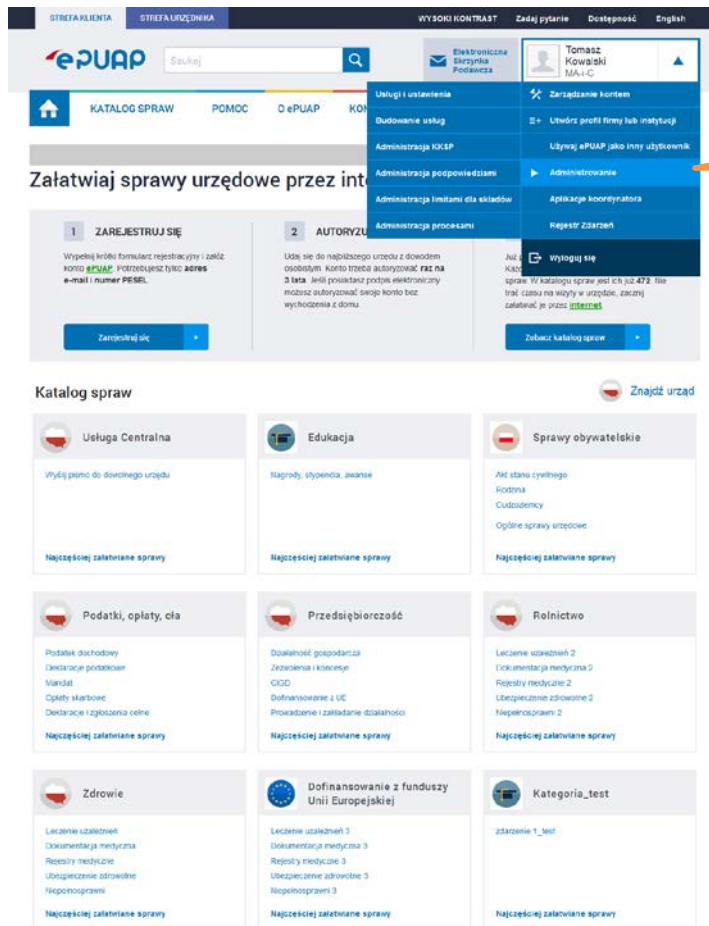 STREFA KLIENTA STREFA URZĘDNIKA WYSOKI KONTRAST Zadaj pytanie Dostępność English
ePUAP Szukaj Elektroniczna Skrzynka Podawcza Tomasz Kowalski MA-i-C
KATALOG SPRAW POMOC O ePUAP KON
Usługi i ustawienia
Budowanie usług
Administracja KKSP
Administracja podpowiedziami
Administracja limitami dla składów
Administracja procesami
Zarządzanie kontem
Utwórz profil firmy lub instytucji
Używaj ePUAP jako inny użytkownik
Administrowanie
Aplikacje koordynatora
Rejestr Zdarzeń
Wyloguj się
Załatwiaj sprawy urzędowe przez int
1 ZAREJESTRUJ SIĘ
Wypełnij krótki formularz rejestracyjny i załóż
konto ePUAP. Potrzebujesz tylko adres
e-mail i numer PESEL.
Zarejestruj się
2 AUTORYZU
Udaj się do najbliższego urzędu z dowodem
osobistym. Konto trzeba autoryzować raz na
3 lata. Jeśli posiadasz podpis elektroniczny
możesz autoryzować swoje konto bez
wychodzenia z domu.
Już p
Każd
spraw. W katalogu spraw jest ich już 472. Nie
trać czasu na wizyty w urzędzie, zacznij
załatwiać je przez internet.
Zobacz katalog spraw
Katalog spraw Znajdź urząd
Usługa Centralna
Wyślij pismo do dowolnego urzędu
Najczęściej załatwiane sprawy
Edukacja
Nagrody, stypendia, awanse
Najczęściej załatwiane sprawy
Sprawy obywatelskie
Akt stanu cywilnego
Rodzina
Cudzoziemcy
Ogólne sprawy urzędowe
Najczęściej załatwiane sprawy
Podatki, opłaty, cła
Podatek dochodowy
Deklaracje podatkowe
Mandat
Opłaty skarbowe
Deklaracje i zgłoszenia celne
Najczęściej załatwiane sprawy
Przedsiębiorczość
Działalność gospodarcza
Zezwolenia i koncesje
Dofinansowanie z UE
Prowadzenie i zakładanie działalności
Najczęściej załatwiane sprawy
Rolnictwo
Leczenie uzależnień 2
Dokumentacja medyczna 2
Rejestry medyczne 2
Ubezpieczenie zdrowotne 2
Niepełnosprawni 2
Najczęściej załatwiane sprawy
Zdrowie
Leczenie uzależnień
Dokumentacja medyczna
Rejestry medyczne
Ubezpieczenie zdrowotne
Niepełnosprawni
Najczęściej załatwiane sprawy
Dofinansowanie z funduszy
Unii Europejskiej
Leczenie uzależnień 3
Dokumentacja medyczna 3
Rejestry medyczne 3
Ubezpieczenie zdrowotne 3
Niepełnosprawni 3
Najczęściej załatwiane sprawy
Kategoria_test
zdarzenie 1_test
Najczęściej załatwiane sprawy